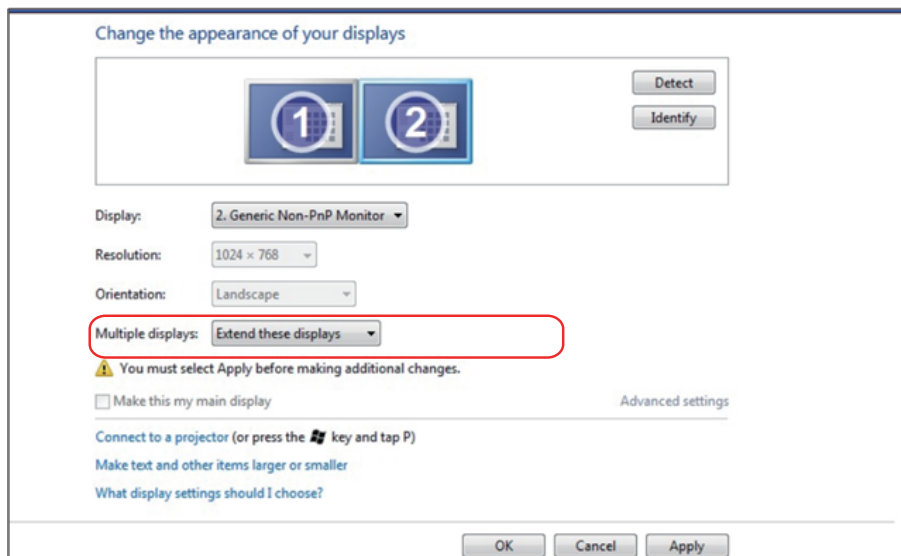 Change the appearance of your displays
1 2
Detect
Identify
Display: 2. Generic Non-PnP Monitor
Resolution: 1024 × 768
Orientation: Landscape
Multiple displays: Extend these displays
You must select Apply before making additional changes.
Make this my main display Advanced settings
Connect to a projector (or press the key and tap P)
Make text and other items larger or smaller
What display settings should I choose?
OK Cancel Apply